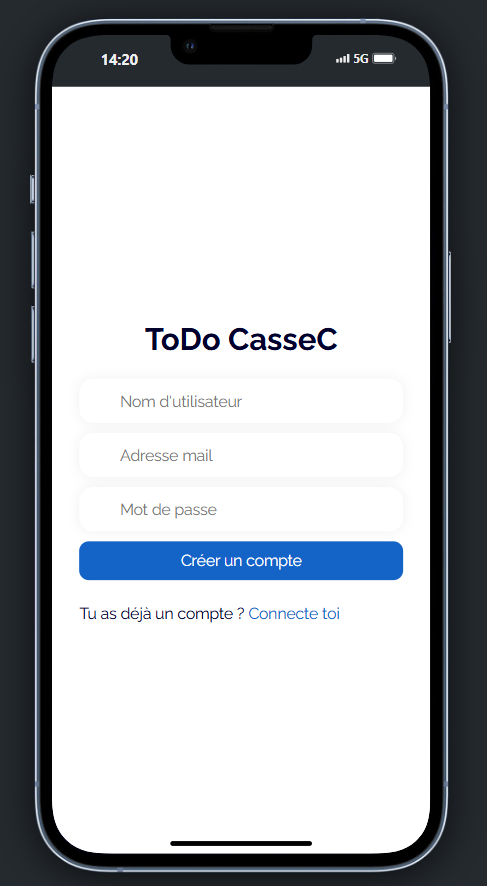 14:20 5G
ToDo CasseC
Nom d'utilisateur
Adresse mail
Mot de passe
Créer un compte
Tu as déjà un compte ? Connecte toi